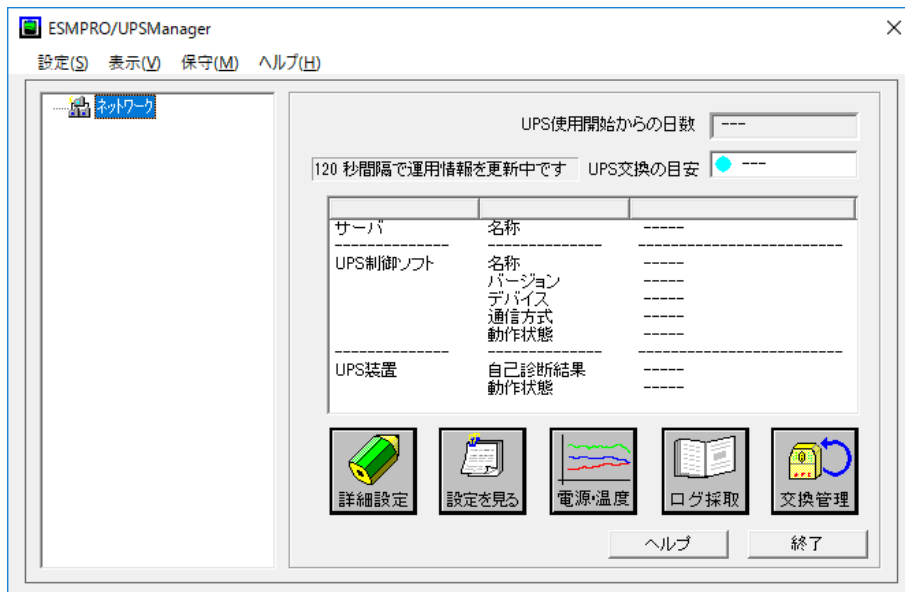 ESMPRO/UPSManager
設定(S) 表示(V) 保守(M) ヘルプ(H)
ネットワーク
UPS使用開始からの日数 ---
120 秒間隔で運用情報を更新中です UPS交換の目安 ---
サーバ 名称 -----
-------------- -------------- -------------------------
UPS制御ソフト 名称 -----
バージョン -----
デバイス -----
通信方式 -----
動作状態 -----
-------------- -------------- -------------------------
UPS装置 自己診断結果 -----
動作状態 -----
詳細設定 設定を見る 電源・温度 ログ採取 交換管理
ヘルプ 終了